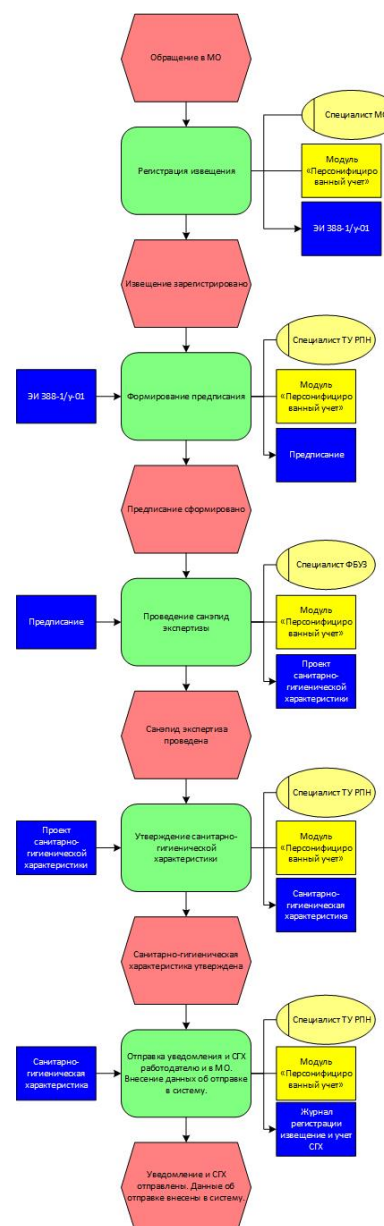 Обращение в МО
Специалист МО
Регистрация извещения
Модуль
«Персонифициро
ванный учет»
ЭИ 388-1/у-01
Извещение зарегистрировано
Специалист ТУ РПН
ЭИ 388-1/у-01
Формирование предписания
Модуль
«Персонифициро
ванный учет»
Предписание
Предписание сформировано
Специалист ФБУЗ
Предписание
Проведение санэпид
экспертизы
Модуль
«Персонифициро
ванный учет»
Проект
санитарно-
гигиенической
характеристики
Санэпид экспертиза
проведена
Специалист ТУ РПН
Проект
санитарно-
гигиенической
характеристики
Утверждение санитарно-
гигиенической
характеристики
Модуль
«Персонифициро
ванный учет»
Санитарно-
гигиеническая
характеристика
Санитарно-гигиеническая
характеристика утверждена
Специалист ТУ РПН
Санитарно-
гигиеническая
характеристика
Отправка уведомления и СГХ
работодателю и в МО.
Внесение данных об отправке
в систему.
Модуль
«Персонифициро
ванный учет»
Журнал
регистрации
извещение и учет
СГХ
Уведомление и СГХ
отправлены. Данные об
отправке внесены в систему.